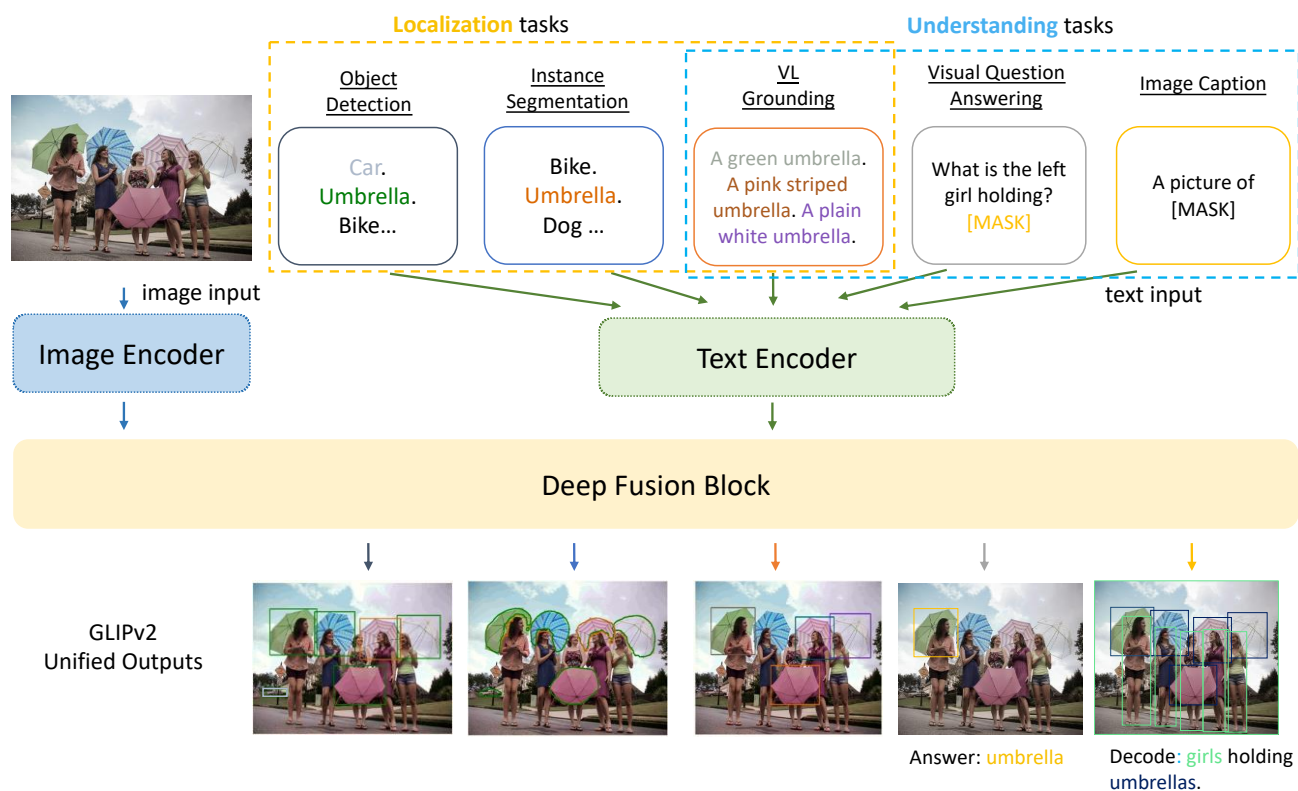 Localization tasks
Understanding tasks
Object
Detection
Instance
Segmentation
VL
Grounding
Visual Question
Answering
Image Caption
Car.
Umbrella.
Bike...
Bike.
Umbrella.
Dog ...
A green umbrella.
A pink striped
umbrella. A plain
white umbrella.
What is the left
girl holding?
[MASK]
A picture of
[MASK]
image input
text input
Image Encoder
Text Encoder
Deep Fusion Block
GLIPv2
Unified Outputs
Answer: umbrella
Decode: girls holding
umbrellas.